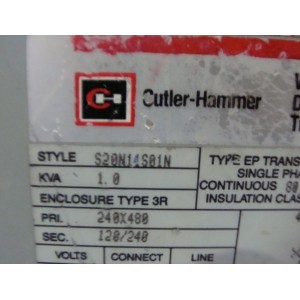 Cutler-Hammer
STYLE S20N11S01N
KVA 1.0
ENCLOSURE TYPE 3R
PRI. 240X480
SEC. 120/240
VOLTS CONNECT LINE
TYPE EP TRANS
SINGLE PHA
CONTINUOUS 80
INSULATION CLAS